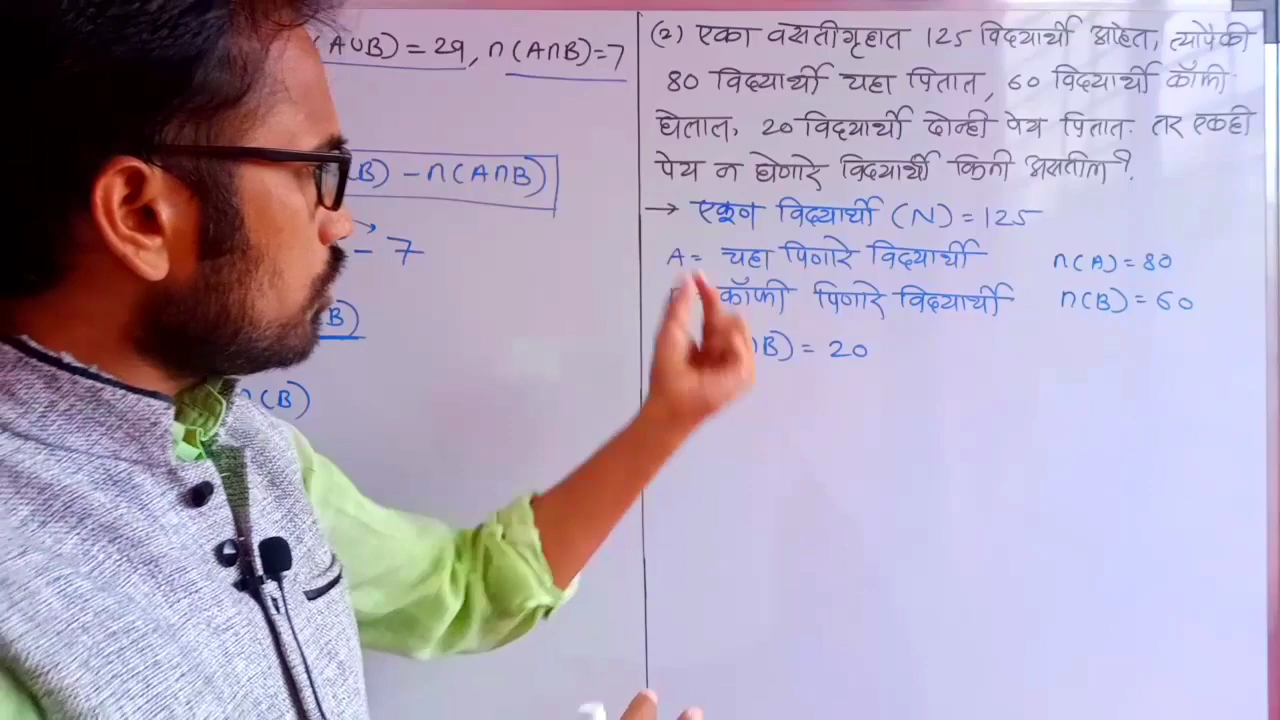 (A∪B) = 29, n(A∩B)=7
B) - n(A∩B)
- 7
B)
n(B)
(2) एका वसतीगृहात 125 विद्यार्थी आहेत, त्यापैकी
80 विद्यार्थी चहा पितात, 60 विद्यार्थी कॉफी
घेतात, 20 विद्यार्थी दोन्ही पेय पितात. तर एकही
पेय न घेणारे विद्यार्थी किती असतील?
→ एकूण विद्यार्थी (N) = 125
A = चहा पिणारे विद्यार्थी n(A) = 80
कॉफी पिणारे विद्यार्थी n(B) = 60
B) = 20